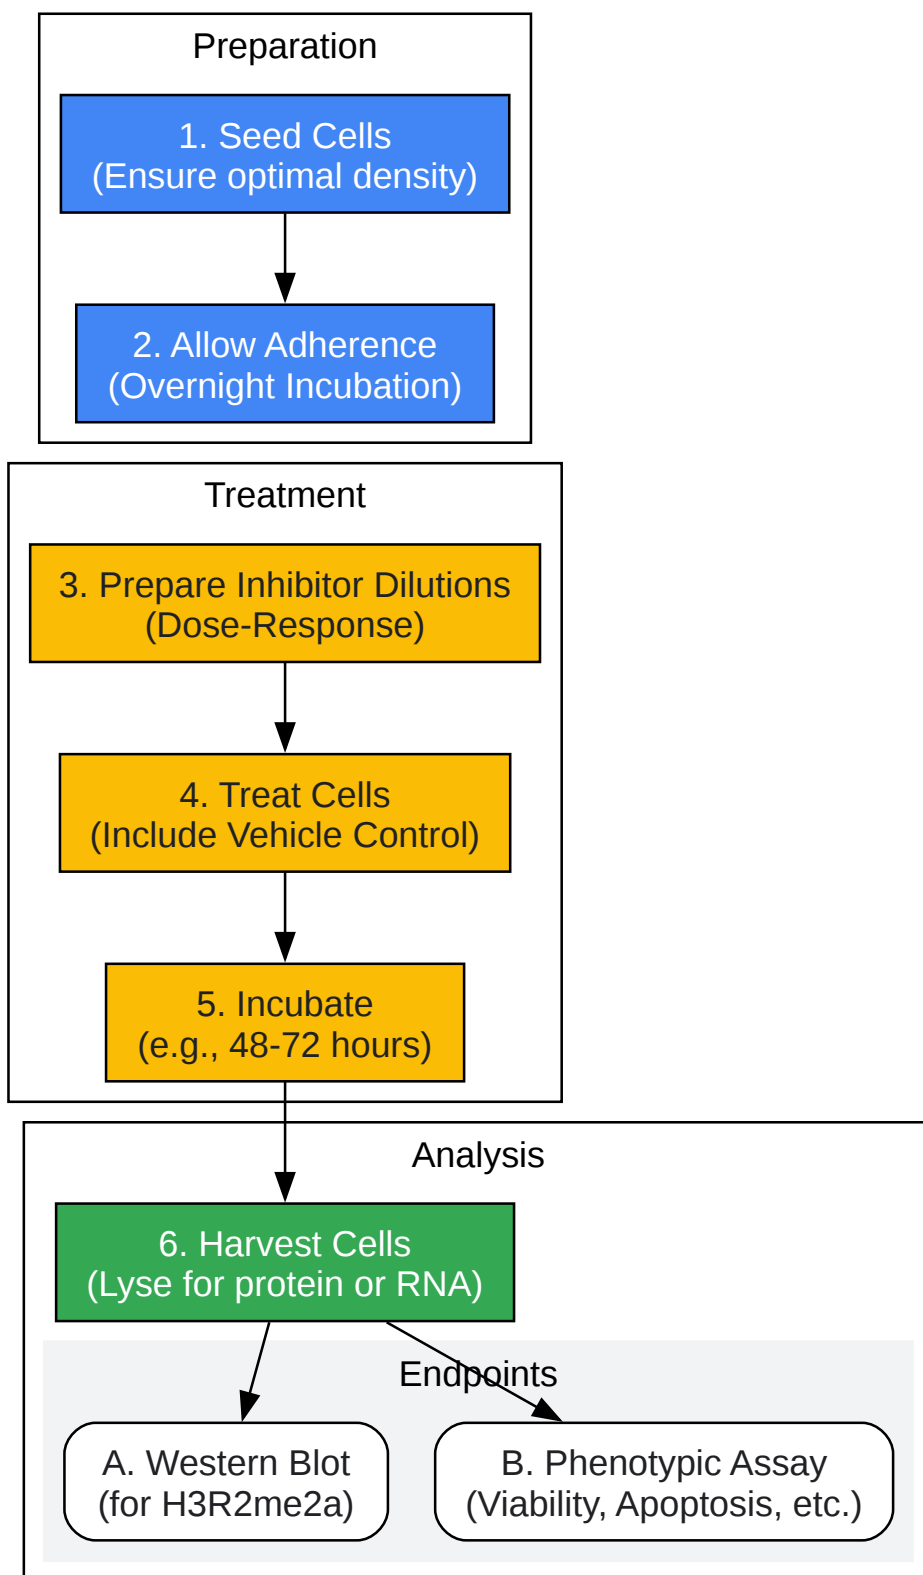 Preparation
1. Seed Cells
(Ensure optimal density)
2. Allow Adherence
(Overnight Incubation)
Treatment
3. Prepare Inhibitor Dilutions
(Dose-Response)
4. Treat Cells
(Include Vehicle Control)
5. Incubate
(e.g., 48-72 hours)
Analysis
6. Harvest Cells
(Lyse for protein or RNA)
Endpoints
A. Western Blot
(for H3R2me2a)
B. Phenotypic Assay
(Viability, Apoptosis, etc.)